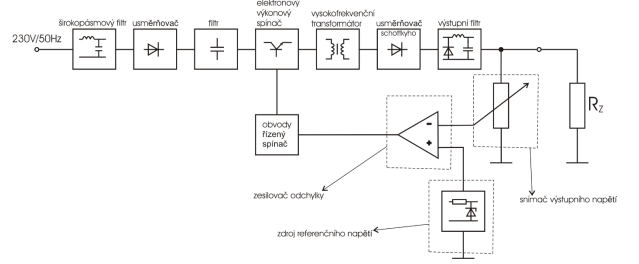 elektronový
výkonový
spínač
vysokofrekvenční
transformátor
širokopásmový filtr
usměrňovač
filtr
usměrňovač
schottkyho
výstupní filtr
230V/50Hz
Rz
obvody
řízený
spínač
-
+
zesilovač odchylky
snímač výstupního napětí
zdroj referenčního napětí